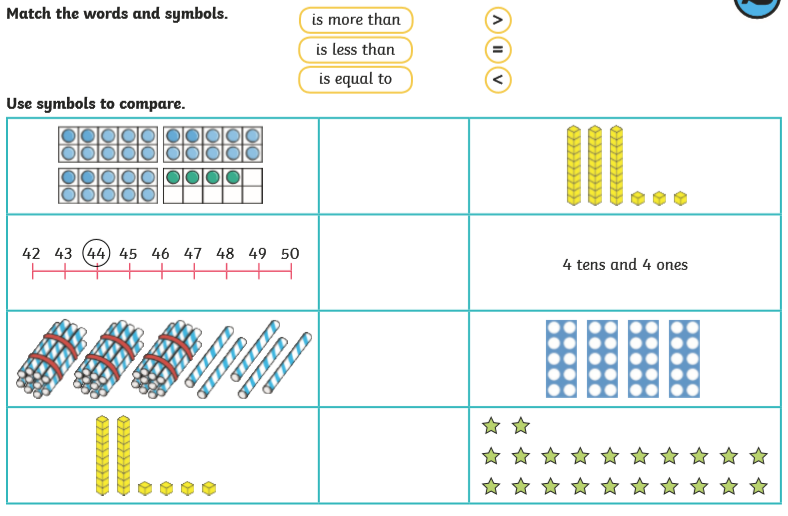 Match the words and symbols.
is more than >
is less than =
is equal to <
Use symbols to compare.
42 43 44 45 46 47 48 49 50
4 tens and 4 ones